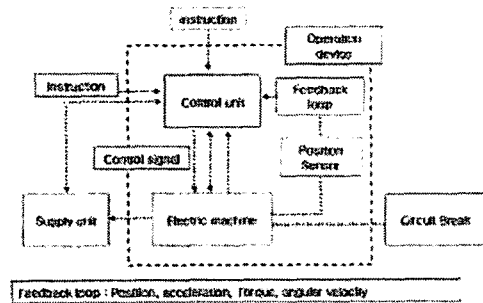 Instruction
Operation
device
Instruction
Control unit
Feedback
loop
Control signal
Position
Sensor
Supply unit
Electric machine
Circuit Break
Feedback loop : Position, acceleration, Torque, angular velocity